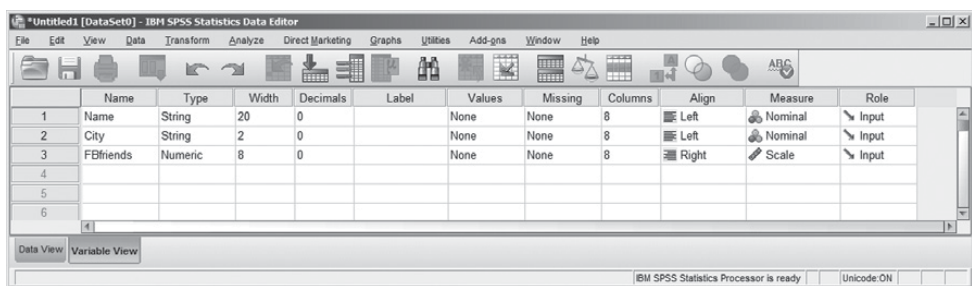 *Untitled1 [DataSet0] - IBM SPSS Statistics Data Editor
File Edit View Data Transform Analyze Direct Marketing Graphs Utilities Add-ons Window Help
A
1 4
ABC
Name Type Width Decimals Label Values Missing Columns Align Measure Role
1 Name String 20 0 None None 8 Left Nominal Input
2 City String 2 0 None None 8 Left Nominal Input
3 FBfriends Numeric 8 0 None None 8 Right Scale Input
4
5
6
Data View Variable View
IBM SPSS Statistics Processor is ready Unicode:ON